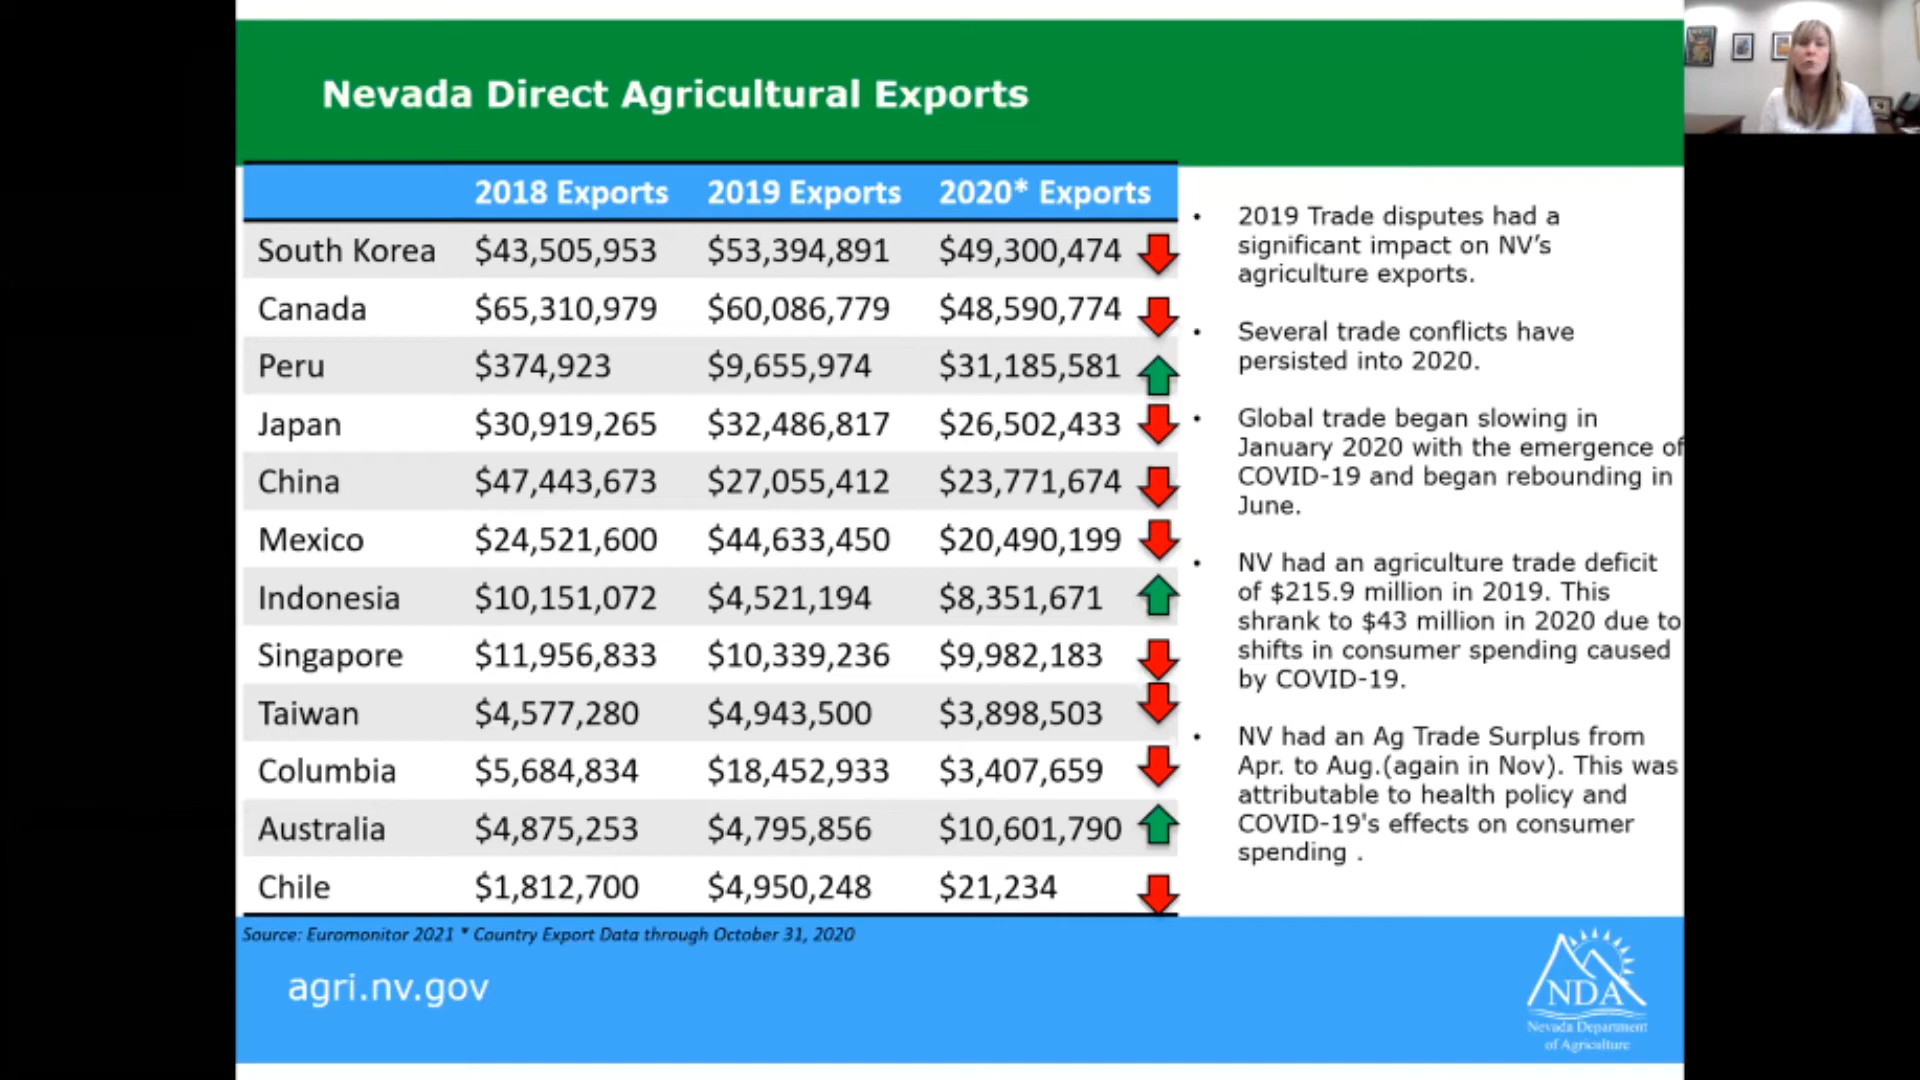 Nevada Direct Agricultural Exports
2018 Exports 2019 Exports 2020* Exports
South Korea $43,505,953 $53,394,891 $49,300,474
Canada $65,310,979 $60,086,779 $48,590,774
Peru $374,923 $9,655,974 $31,185,581
Japan $30,919,265 $32,486,817 $26,502,433
China $47,443,673 $27,055,412 $23,771,674
Mexico $24,521,600 $44,633,450 $20,490,199
Indonesia $10,151,072 $4,521,194 $8,351,671
Singapore $11,956,833 $10,339,236 $9,982,183
Taiwan $4,577,280 $4,943,500 $3,898,503
Columbia $5,684,834 $18,452,933 $3,407,659
Australia $4,875,253 $4,795,856 $10,601,790
Chile $1,812,700 $4,950,248 $21,234
• 2019 Trade disputes had a
significant impact on NV's
agriculture exports.
• Several trade conflicts have
persisted into 2020.
• Global trade began slowing in
January 2020 with the emergence of
COVID-19 and began rebounding in
June.
• NV had an agriculture trade deficit
of $215.9 million in 2019. This
shrank to $43 million in 2020 due to
shifts in consumer spending caused
by COVID-19.
• NV had an Ag Trade Surplus from
Apr. to Aug.(again in Nov). This was
attributable to health policy and
COVID-19's effects on consumer
spending .
Source: Euromonitor 2021 * Country Export Data through October 31, 2020
agri.nv.gov
NDA
Nevada Department
of Agriculture